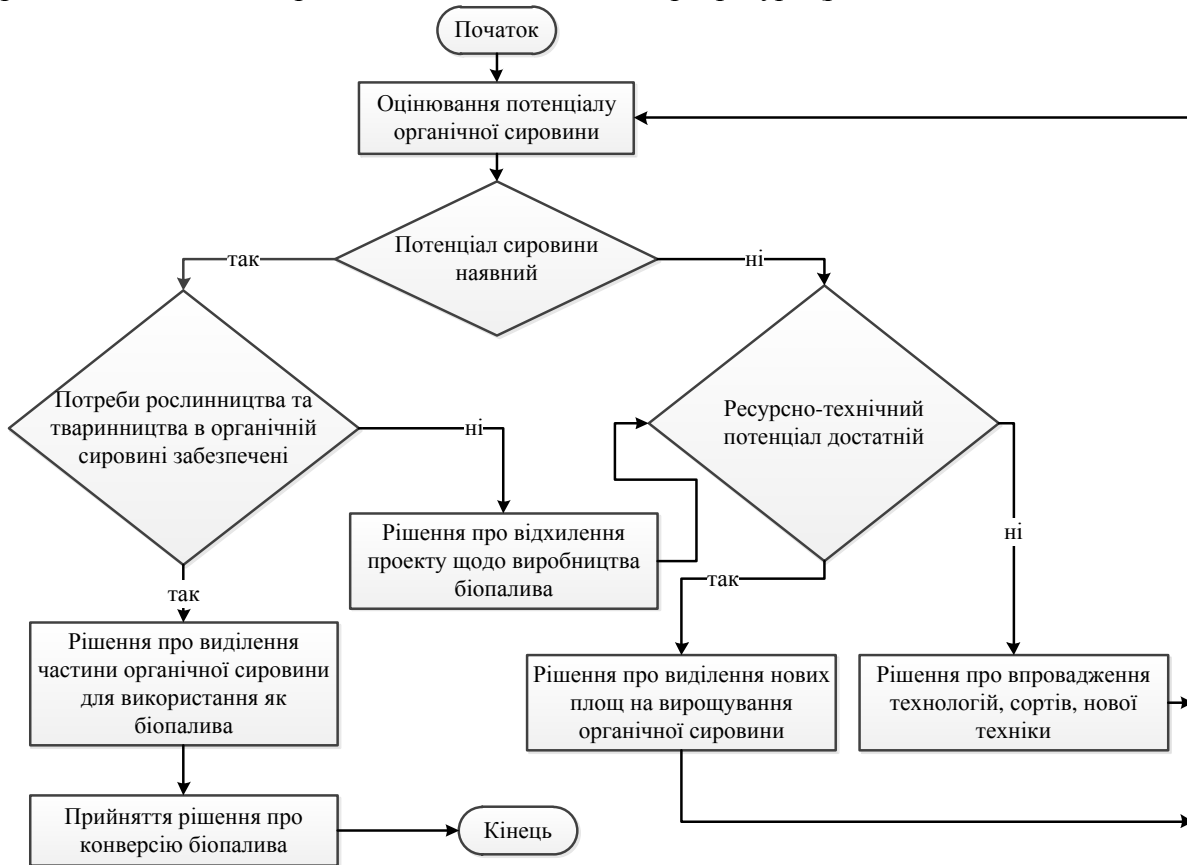 Початок
Оцінювання потенціалу
органічної сировини
Потенціал сировини
наявний
так
ні
Потреби рослинництва та
тваринництва в органічній
сировині забезпечені
ні
Ресурсно-технічний
потенціал достатній
Рішення про відхилення
проекту щодо виробництва
біопалива
ні
так
так
Рішення про виділення
частини органічної сировини
для використання як
біопалива
Рішення про виділення нових
площ на вирощування
органічної сировини
Рішення про впровадження
технологій, сортів, нової
техніки
Прийняття рішення про
конверсію біопалива
Кінець